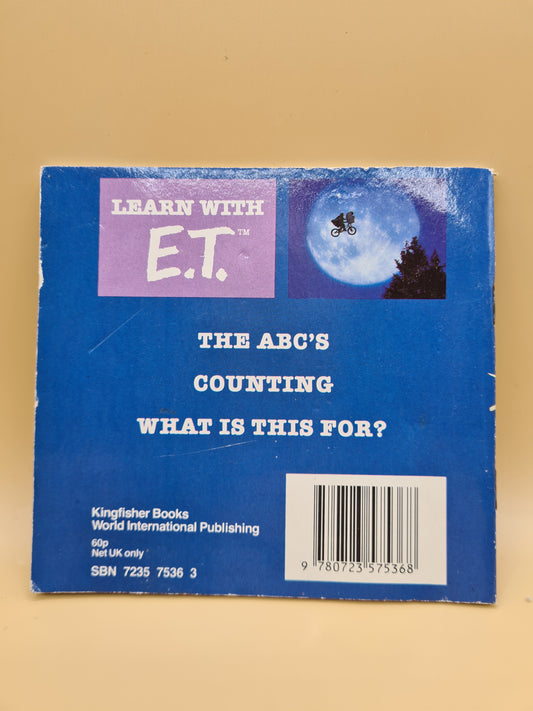 LEARN WITH
E.T.™
THE ABC'S
COUNTING
WHAT IS THIS FOR?
Kingfisher Books
World International Publishing
60p
Net UK only
SBN 7235 7536 3
9 780723 575368